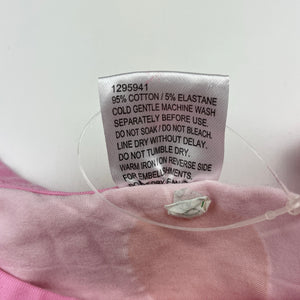 1295941
95% COTTON / 5% ELASTANE
COLD GENTLE MACHINE WASH
SEPARATELY BEFORE USE.
DO NOT SOAK / DO NOT BLEACH.
LINE DRY WITHOUT DELAY.
DO NOT TUMBLE DRY.
WARM IRON ON REVERSE SIDE
FOR EMBELISHMENTS.